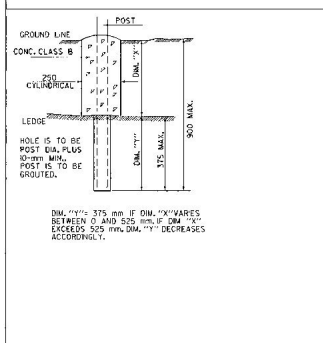 POST
GROUND LINE
CONC. CLASS B
250
CYLINDRICAL
DIM. "X"
LEDGE
HOLE IS TO BE
POST DIA. PLUS
10-mm MIN..
POST IS TO BE
GROUTED.
DIM. "Y"
375 MAX.
900 MAX.
DIM. "Y"= 375 mm IF DIM. "X" VARIES
BETWEEN 0 AND 525 mm. IF DIM "X"
EXCEEDS 525 mm, DIM. "Y" DECREASES
ACCORDINGLY.